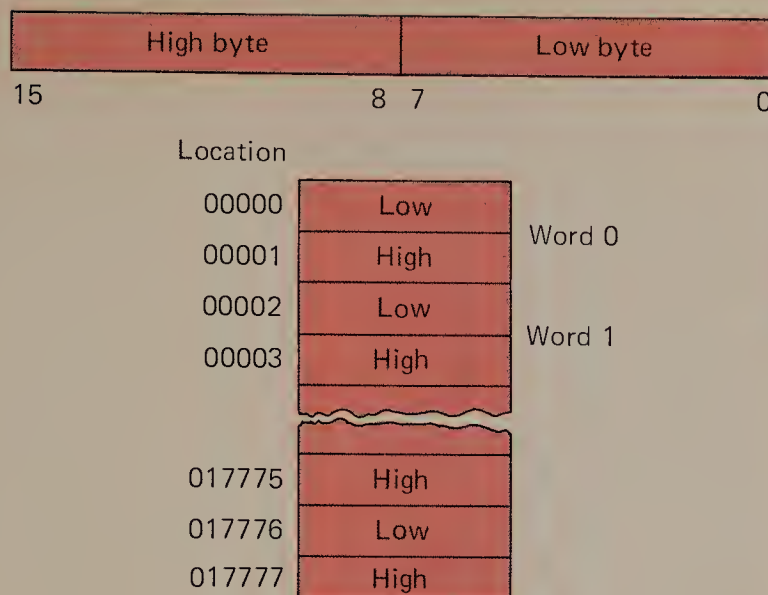 High byte Low byte
15 8 7 0
Location
00000 Low
Word 0
00001 High
00002 Low
Word 1
00003 High
017775 High
017776 Low
017777 High